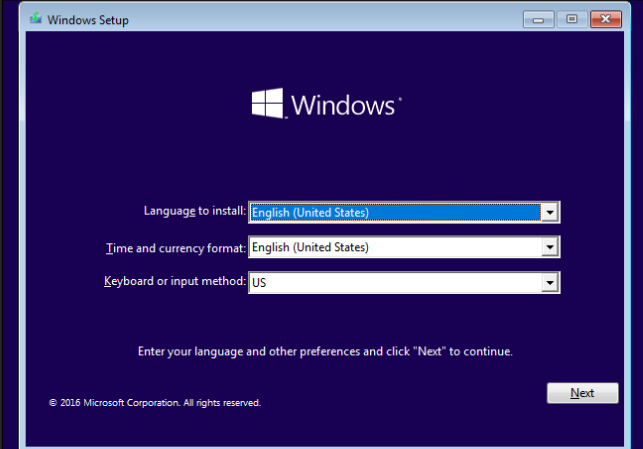 Windows Setup
Windows
Language to install: English (United States)
Time and currency format: English (United States)
Keyboard or input method: US
Enter your language and other preferences and click "Next" to continue.
Next
© 2016 Microsoft Corporation. All rights reserved.